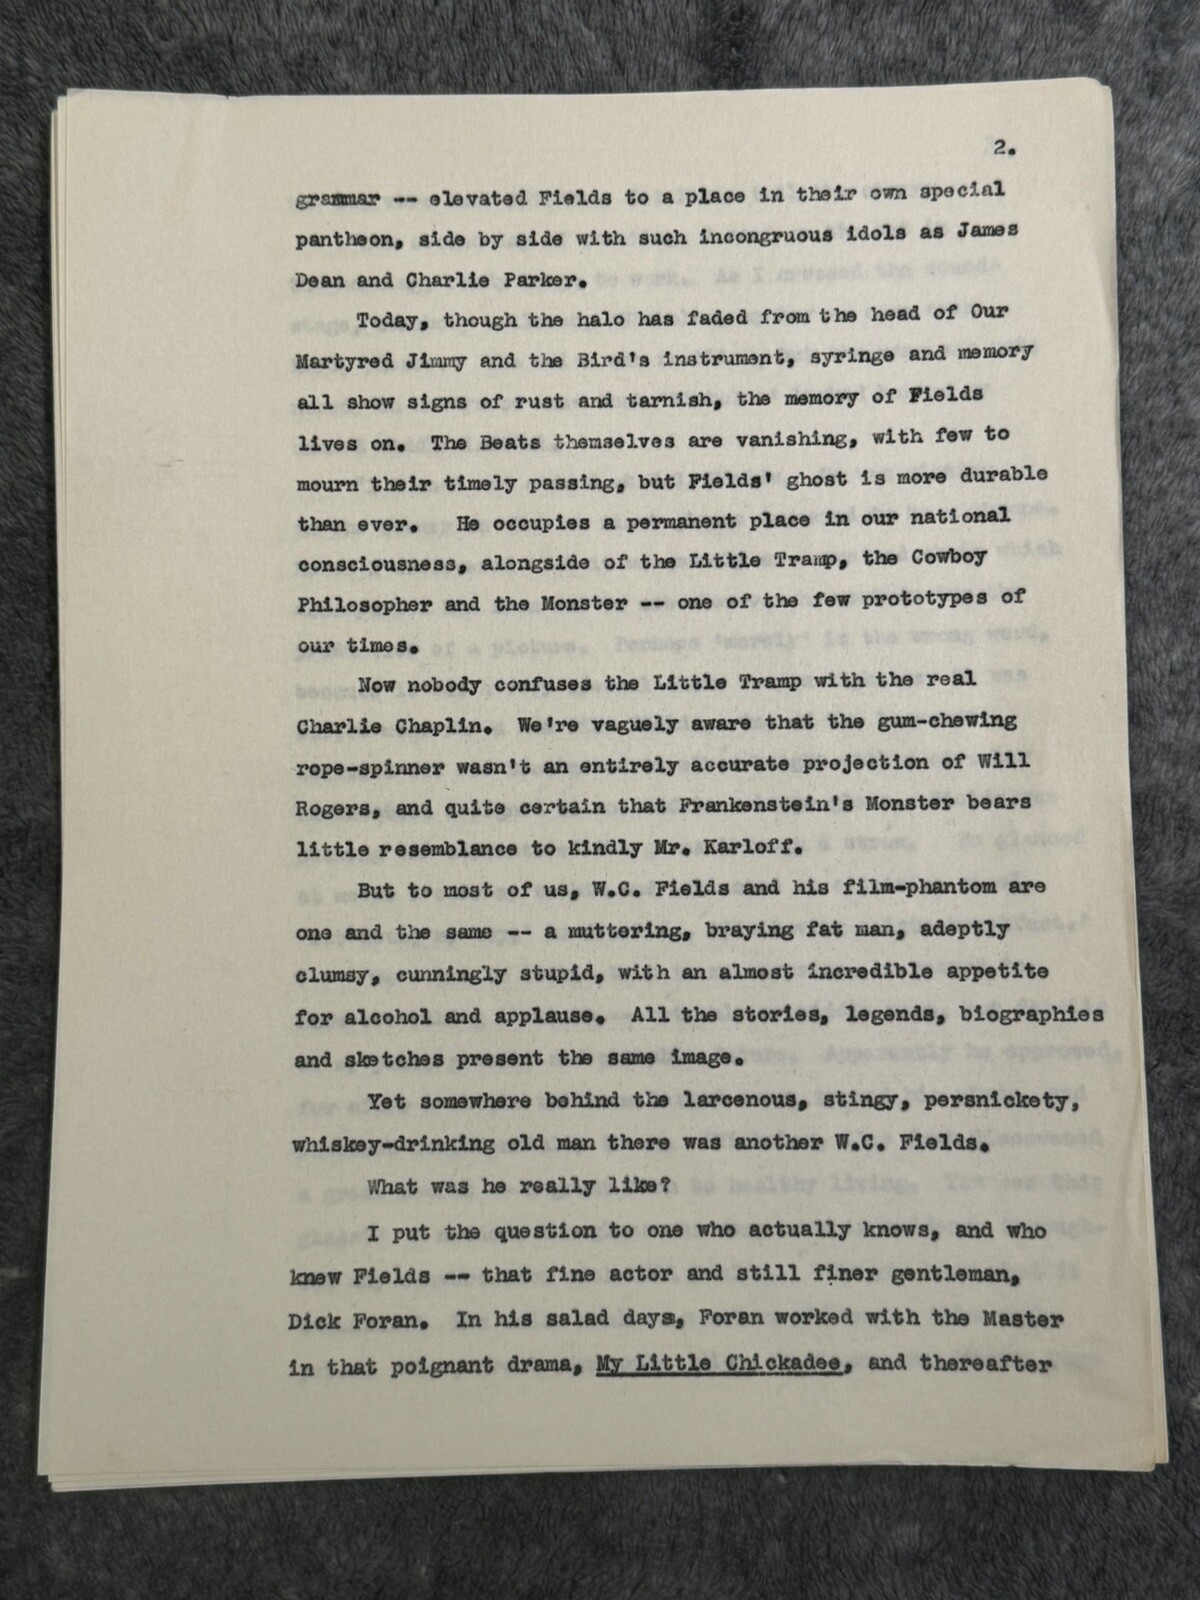 2.
grammar -- elevated Fields to a place in their own special
pantheon, side by side with such incongruous idols as James
Dean and Charlie Parker.
Today, though the halo has faded from the head of Our
Martyred Jimmy and the Bird's instrument, syringe and memory
all show signs of rust and tarnish, the memory of Fields
lives on. The Beats themselves are vanishing, with few to
mourn their timely passing, but Fields' ghost is more durable
than ever. He occupies a permanent place in our national
consciousness, alongside of the Little Tramp, the Cowboy
Philosopher and the Monster -- one of the few prototypes of
our times.
Now nobody confuses the Little Tramp with the real
Charlie Chaplin. We're vaguely aware that the gum-chewing
rope-spinner wasn't an entirely accurate projection of Will
Rogers, and quite certain that Frankenstein's Monster bears
little resemblance to kindly Mr. Karloff.
But to most of us, W.C. Fields and his film-phantom are
one and the same -- a muttering, braying fat man, adeptly
clumsy, cunningly stupid, with an almost incredible appetite
for alcohol and applause. All the stories, legends, biographies
and sketches present the same image.
Yet somewhere behind the larcenous, stingy, persnickety,
whiskey-drinking old man there was another W.C. Fields.
What was he really like?
I put the question to one who actually knows, and who
knew Fields -- that fine actor and still finer gentleman,
Dick Foran. In his salad days, Foran worked with the Master
in that poignant drama, My Little Chickadee, and thereafter